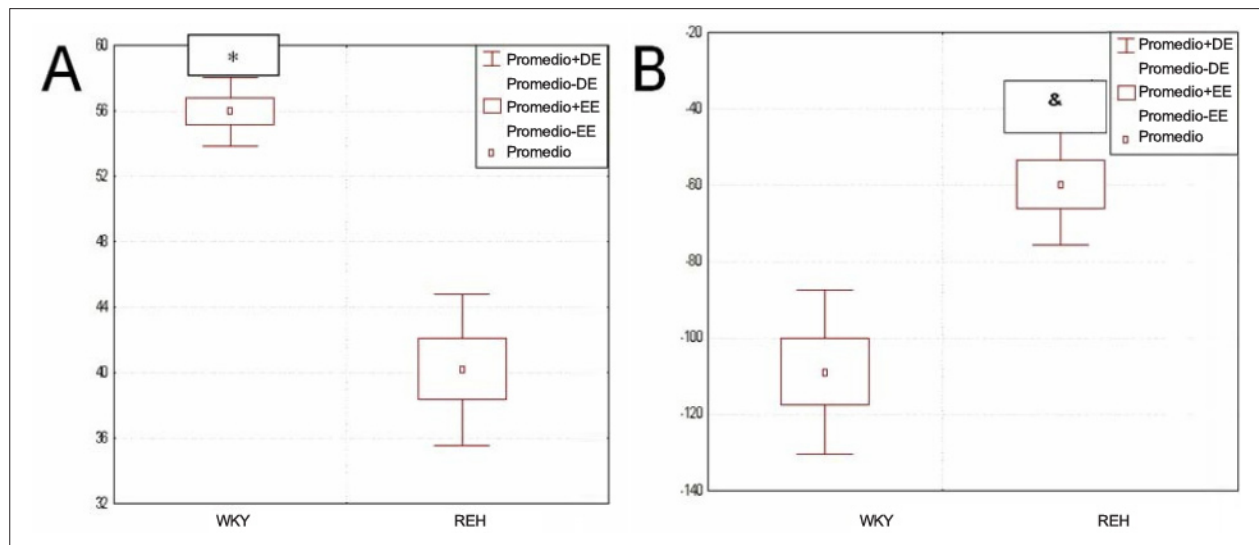 A
60
56
52
48
44
40
36
32
*
Promedio+DE
Promedio-DE
Promedio+EE
Promedio-EE
Promedio
WKY
REH
B
-20
-40
-60
-80
-100
-120
-140
&
Promedio+DE
Promedio-DE
Promedio+EE
Promedio-EE
Promedio
WKY
REH